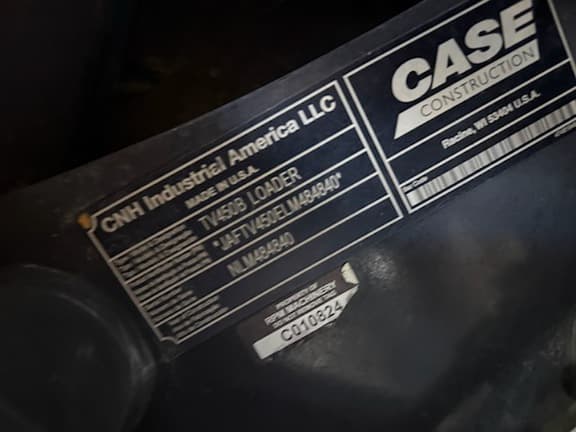 CNH Industrial America LLC
MADE IN U.S.A.
TV450B LOADER
*JAFTV450ELM484840*
NLM484840
CASE
CONSTRUCTION
Racine, WI 53404 U.S.A.
PROPERTY OF
RPM MACHINERY
C010824